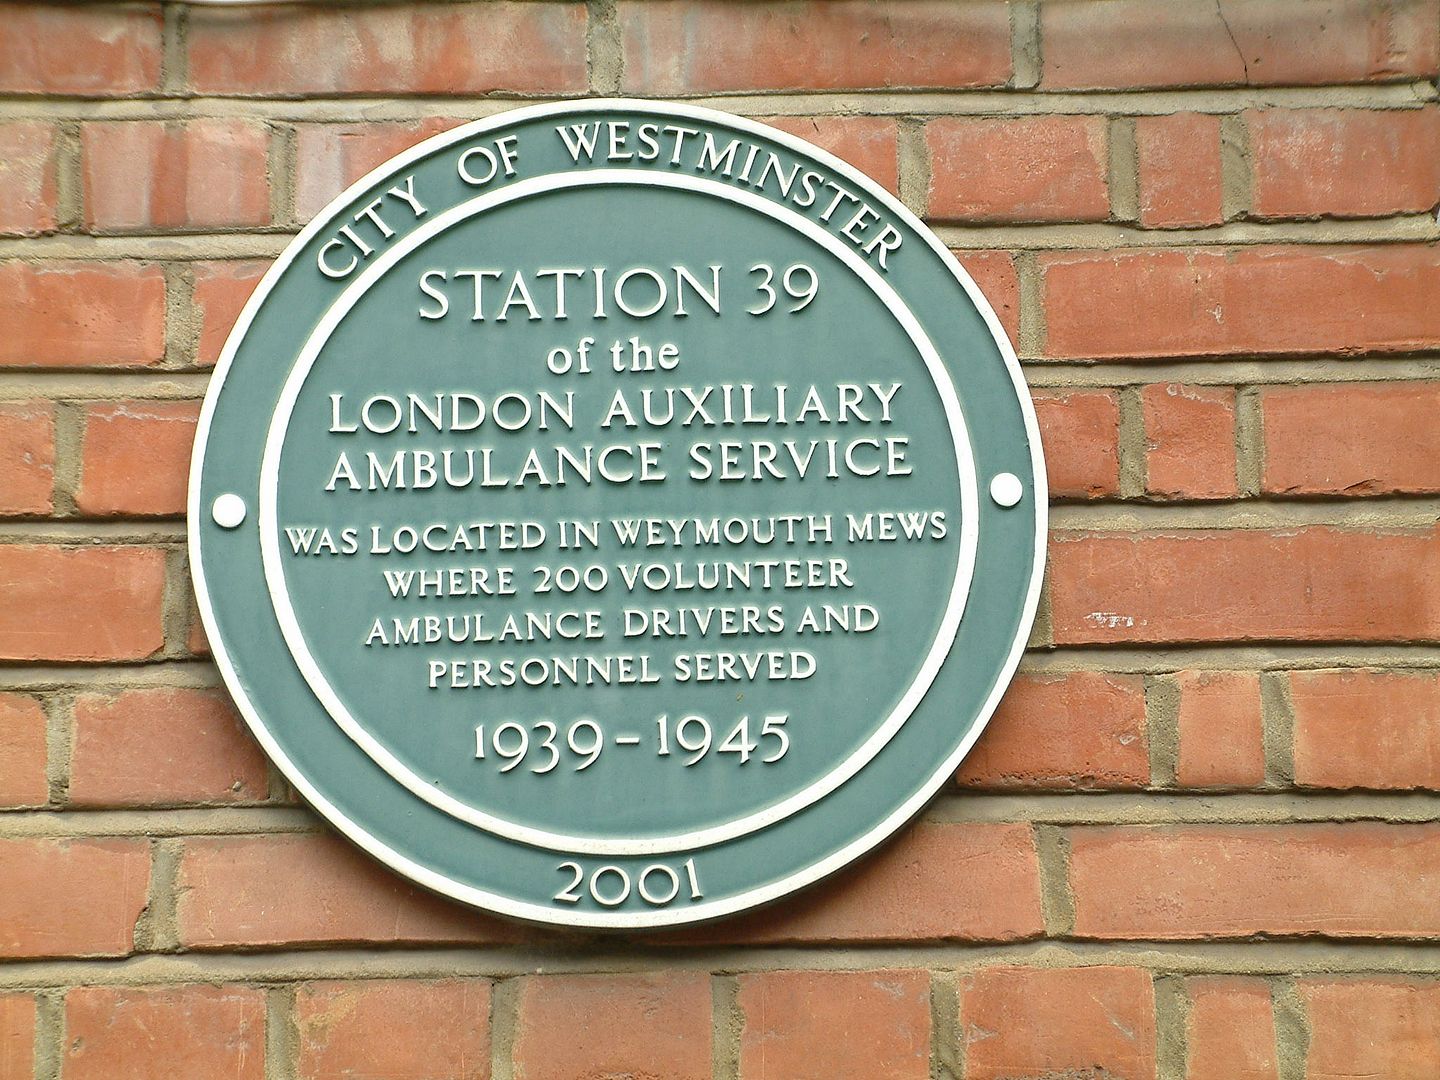 CITY OF WESTMINSTER
STATION 39
of the
LONDON AUXILIARY
AMBULANCE SERVICE
WAS LOCATED IN WEYMOUTH MEWS
WHERE 200 VOLUNTEER
AMBULANCE DRIVERS AND
PERSONNEL SERVED
1939-1945
2001